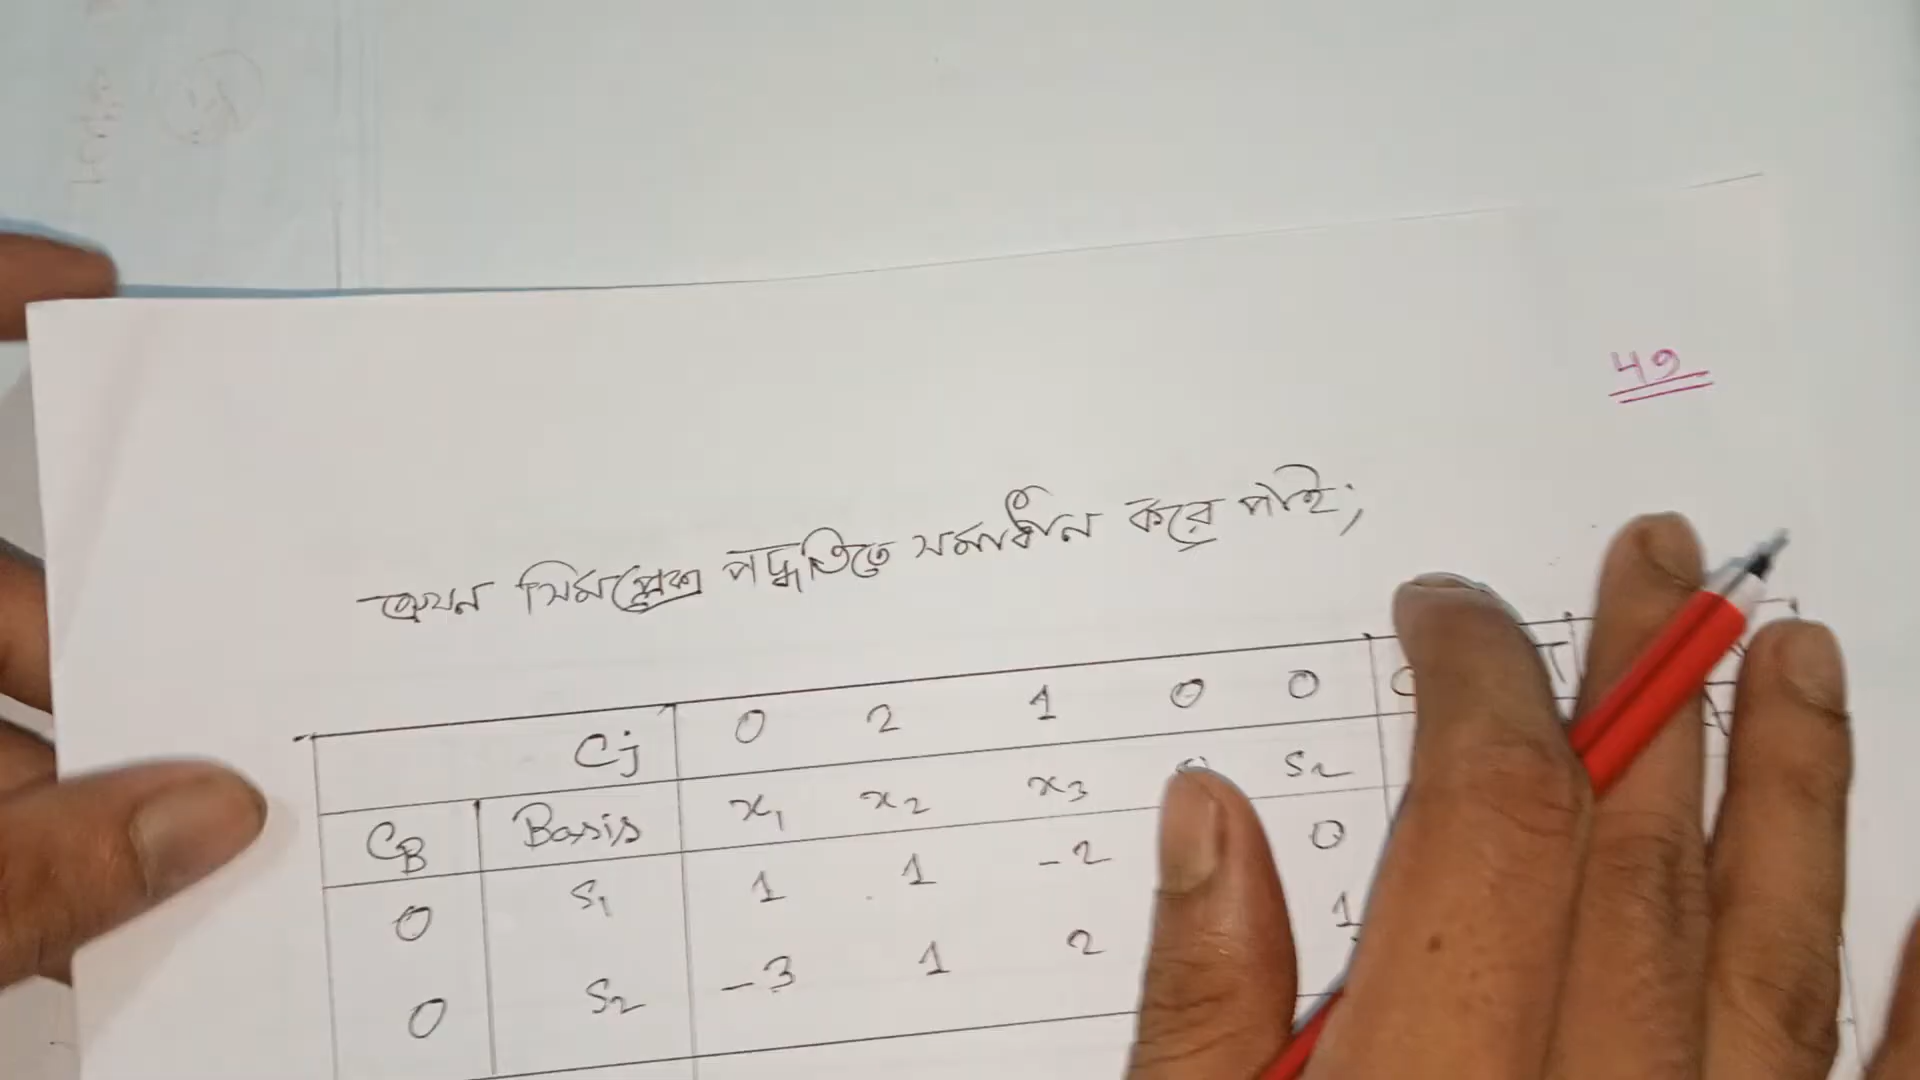 49
এখন সিমপ্লেক্স পদ্ধতিতে সমাধান করে পাই;
Cj 0 2 1 0 0 C
CB Basis x1 x2 x3 S2
0 S1 1 1 -2 0
0 S2 -3 1 2 1